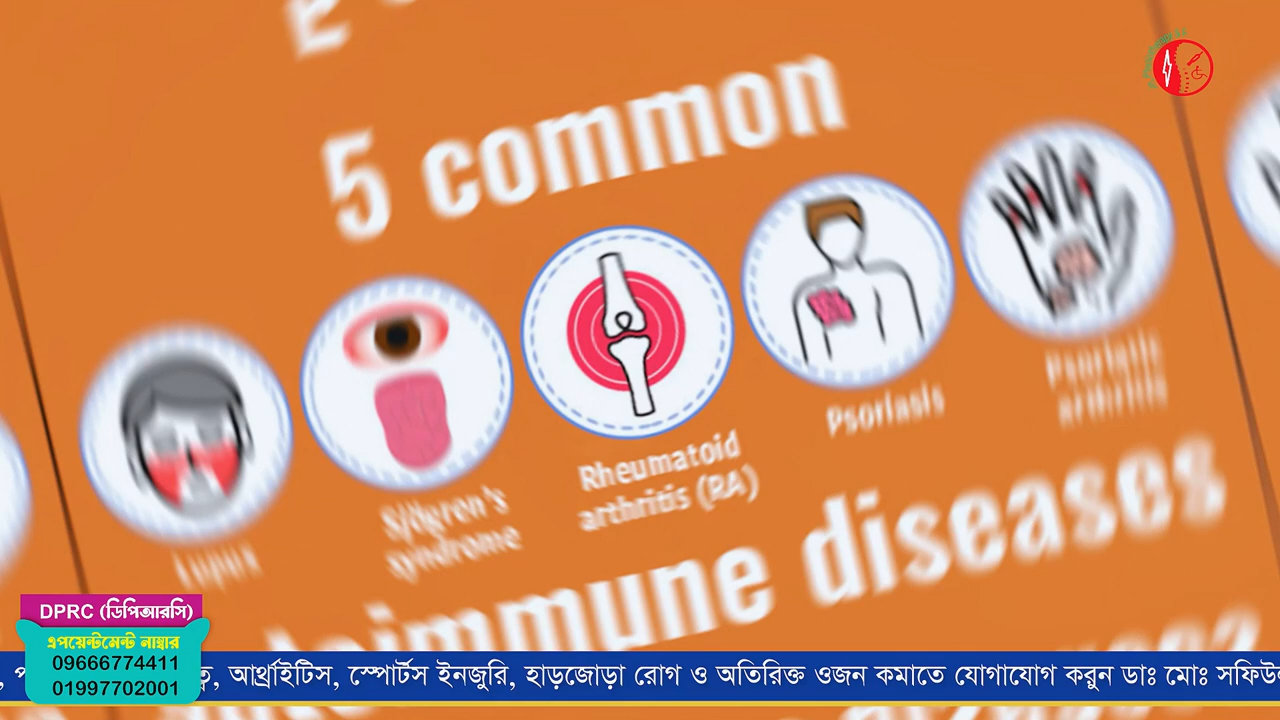 5 common
Lupus
Sjögren's
syndrome
Rheumatoid
arthritis (RA)
Psoriasis
Psoriatic
arthritis
diseases
DPRC (ডিপিআরসি)
এপয়েন্টমেন্ট নাম্বার
09666774411
01997702001
আর্থ্রাইটিস, স্পোর্টস ইনজুরি, হাড়জোড়া রোগ ও অতিরিক্ত ওজন কমাতে যোগাযোগ করুন ডাঃ মোঃ